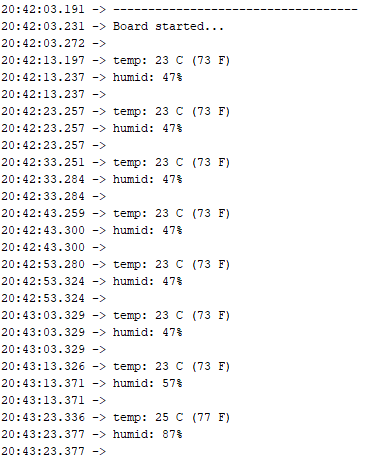 20:42:03.191 -> -----------------------------------
20:42:03.231 -> Board started...
20:42:03.272 ->
20:42:13.197 -> temp: 23 C (73 F)
20:42:13.237 -> humid: 47%
20:42:13.237 ->
20:42:23.257 -> temp: 23 C (73 F)
20:42:23.257 -> humid: 47%
20:42:23.257 ->
20:42:33.251 -> temp: 23 C (73 F)
20:42:33.284 -> humid: 47%
20:42:33.284 ->
20:42:43.259 -> temp: 23 C (73 F)
20:42:43.300 -> humid: 47%
20:42:43.300 ->
20:42:53.280 -> temp: 23 C (73 F)
20:42:53.324 -> humid: 47%
20:42:53.324 ->
20:43:03.329 -> temp: 23 C (73 F)
20:43:03.329 -> humid: 47%
20:43:03.329 ->
20:43:13.326 -> temp: 23 C (73 F)
20:43:13.371 -> humid: 57%
20:43:13.371 ->
20:43:23.336 -> temp: 25 C (77 F)
20:43:23.377 -> humid: 87%
20:43:23.377 ->